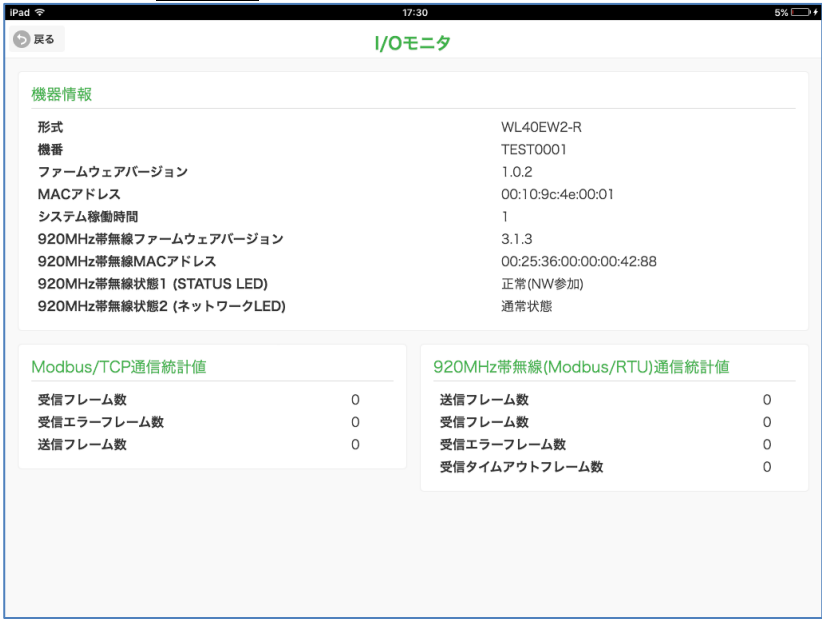 iPad 17:30 5%
戻る
I/Oモニタ
機器情報
形式 WL40EW2-R
機番 TEST0001
ファームウェアバージョン 1.0.2
MACアドレス 00:10:9c:4e:00:01
システム稼働時間 1
920MHz帯無線ファームウェアバージョン 3.1.3
920MHz帯無線MACアドレス 00:25:36:00:00:00:42:88
920MHz帯無線状態1 (STATUS LED) 正常(NW参加)
920MHz帯無線状態2 (ネットワークLED) 通常状態
Modbus/TCP通信統計値
受信フレーム数 0
受信エラーフレーム数 0
送信フレーム数 0
920MHz帯無線(Modbus/RTU)通信統計値
送信フレーム数 0
受信フレーム数 0
受信エラーフレーム数 0
受信タイムアウトフレーム数 0